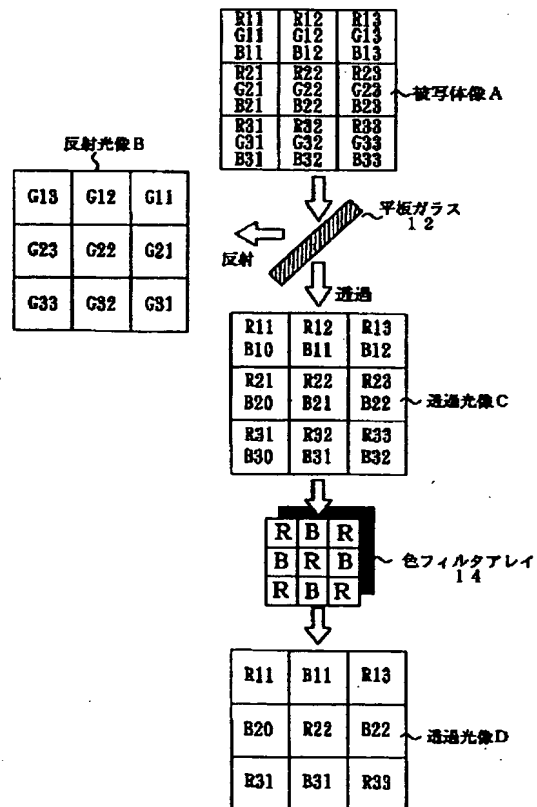 R11 R12 R13
G11 G12 G13
B11 B12 B13
R21 R22 R23
G21 G22 G23
B21 B22 B23
R31 R32 R33
G31 G32 G33
B31 B32 B33
被写体像A
反射光像B
G13 G12 G11
G23 G22 G21
G33 G32 G31
平板ガラス
12
反射
透過
R11 R12 R13
B10 B11 B12
R21 R22 R23
B20 B21 B22
R31 R32 R33
B30 B31 B32
透過光像C
R B R
B R B
R B R
色フィルタアレイ
14
R11 B11 R13
B20 R22 B22
R31 B31 R33
透過光像D